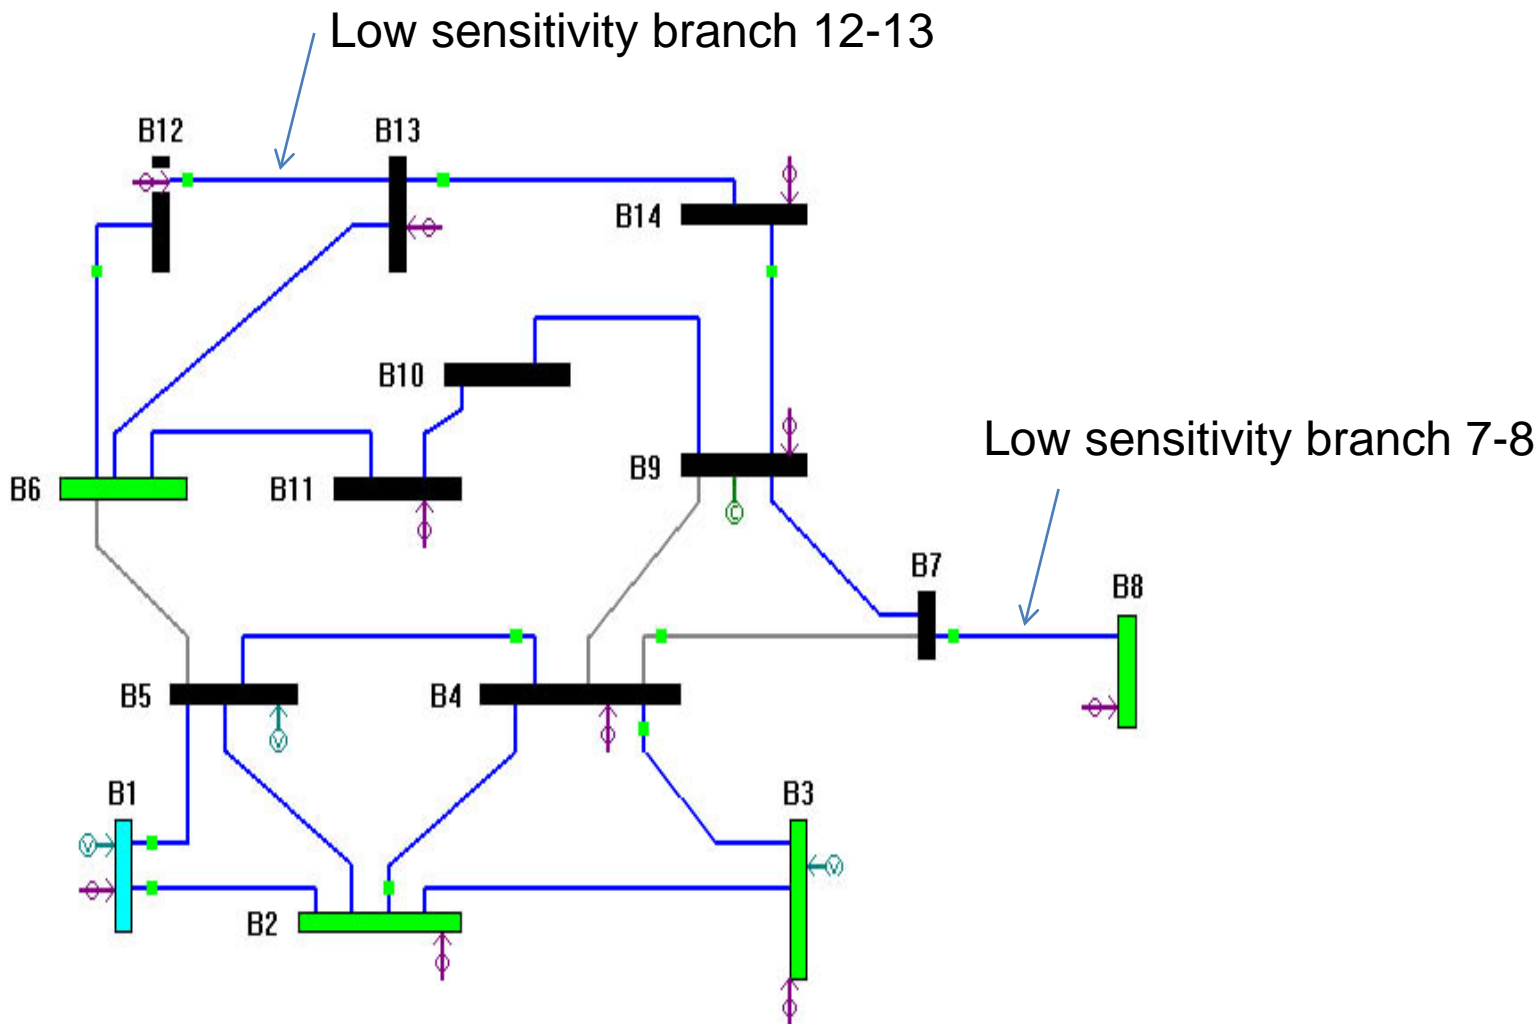 Low sensitivity branch 12-13
B12
B13
B14
B10
B9
Low sensitivity branch 7-8
B6
B11
B7
B8
B5
B4
V
C
B1
B3
V
V
B2